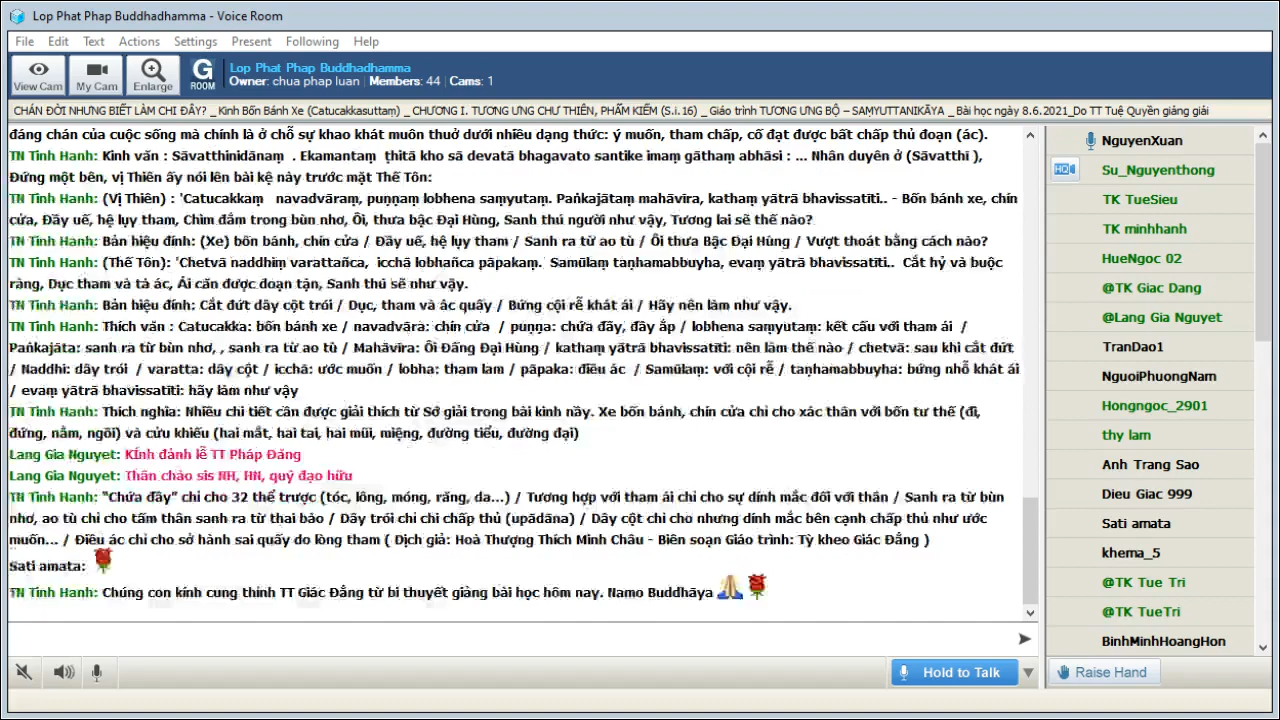 Lop Phat Phap Buddhadhamma - Voice Room
File Edit Text Actions Settings Present Following Help
View Cam My Cam Enlarge G ROOM
Lop Phat Phap Buddhadhamma
Owner: chua phap luan Members: 44 Cams: 1
CHÁN ĐỜI NHƯNG BIẾT LÀM CHI ĐÂY? _ Kinh Bốn Bánh Xe (Catucakkasuttaṃ) _CHƯƠNG I. TƯƠNG ƯNG CHƯ THIÊN, PHẨM KIẾM (S.i.16) _Giáo trình TƯƠNG ƯNG BỘ – SAṂYUTTANIKĀYA _Bài học ngày 8.6.2021_Do TT Tuệ Quyền giảng giải
đáng chán của cuộc sống mà chính là ở chỗ sự khao khát muôn thuở dưới nhiều dạng thức: ý muốn, tham chấp, cố đạt được bất chấp thủ đoạn (ác).
TN Tinh Hanh: Kinh văn : Sāvatthinidānaṃ . Ekamantaṃ ṭhitā kho sā devatā bhagavato santike imaṃ gāthaṃ abhāsi : ... Nhân duyên ở (Sāvatthī ),
Đứng một bên, vị Thiên ấy nói lên bài kệ này trước mặt Thế Tôn:
TN Tinh Hanh: (Vị Thiên) : 'Catucakkaṃ navadvāraṃ, puṇṇaṃ lobhena saṃyutaṃ. Paṅkajātaṃ mahāvīra, kathaṃ yātrā bhavissatīti.. - Bốn bánh xe, chín
cửa, Đầy uế, hệ lụy tham, Chìm đắm trong bùn nhơ, Ôi, thưa bậc Đại Hùng, Sanh thú người như vậy, Tương lai sẽ thế nào?
TN Tinh Hanh: Bản hiệu đính: (Xe) bốn bánh, chín cửa / Đầy uế, hệ lụy tham / Sanh ra từ ao tù / Ôi thưa Bậc Đại Hùng / Vượt thoát bằng cách nào?
TN Tinh Hanh: (Thế Tôn): 'Chetvā naddhiṃ varattañca, icchā lobhañca pāpakaṃ. Samūlaṃ taṇhamabbuyha, evaṃ yātrā bhavissatīti.. Cắt hỷ và buộc
ràng, Dục tham và tà ác, Ái căn được đoạn tận, Sanh thú sẽ như vậy.
TN Tinh Hanh: Bản hiệu đính: Cắt đứt dây cột trói / Dục, tham và ác quấy / Bứng cội rễ khát ái / Hãy nên làm như vậy.
TN Tinh Hanh: Thích văn : Catucakka: bốn bánh xe / navadvāra: chín cửa / puṇṇa: chứa đầy, đầy ắp / lobhena saṃyutaṃ: kết cấu với tham ái /
Paṅkajāta: sanh ra từ bùn nhơ, , sanh ra từ ao tù / Mahāvīra: Ôi Đấng Đại Hùng / kathaṃ yātrā bhavissatīti: nên làm thế nào / chetvā: sau khi cắt đứt
/ Naddhi: dây trói / varatta: dây cột / icchā: ước muốn / lobha: tham lam / pāpaka: điều ác / Samūlaṃ: với cội rễ / taṇhamabbuyha: bứng nhổ khát ái
/ evaṃ yātrā bhavissatīti: hãy làm như vậy
TN Tinh Hanh: Thích nghĩa: Nhiều chi tiết cần được giải thích từ Sớ giải trong bài kinh nầy. Xe bốn bánh, chín cửa chỉ cho xác thân với bốn tư thế (đi,
đứng, nằm, ngồi) và cửu khiếu (hai mắt, hai tai, hai mũi, miệng, đường tiểu, đường đại)
Lang Gia Nguyet: KÍnh đảnh lễ TT Pháp Đăng
Lang Gia Nguyet: Thân chào sis NH, HN, quý đạo hữu
TN Tinh Hanh: “Chứa đầy” chỉ cho 32 thể trược (tóc, lông, móng, răng, da...) / Tương hợp với tham ái chỉ cho sự dính mắc đối với thân / Sanh ra từ bùn
nhơ, ao tù chỉ cho tấm thân sanh ra từ thai bào / Dây trói chỉ chi chấp thủ (upādāna) / Dây cột chỉ cho nhưng dính mắc bên cạnh chấp thủ như ước
muốn... / Điều ác chỉ cho sở hành sai quấy do lòng tham ( Dịch giả: Hoà Thượng Thích Minh Châu - Biên soạn Giáo trình: Tỳ kheo Giác Đẳng )
Sati amata:
TN Tinh Hanh: Chúng con kính cung thỉnh TT Giác Đẳng từ bi thuyết giảng bài học hôm nay. Namo Buddhāya
Hold to Talk
NguyenXuan
HQ Su_Nguyenthong
TK TueSieu
TK minhhanh
HueNgoc 02
@TK Giac Dang
@Lang Gia Nguyet
TranDao1
NguoiPhuongNam
Hongngoc_2901
thy lam
Anh Trang Sao
Dieu Giac 999
Sati amata
khema_5
@TK Tue Tri
@TK TueTri
BinhMinhHoangHon
Raise Hand